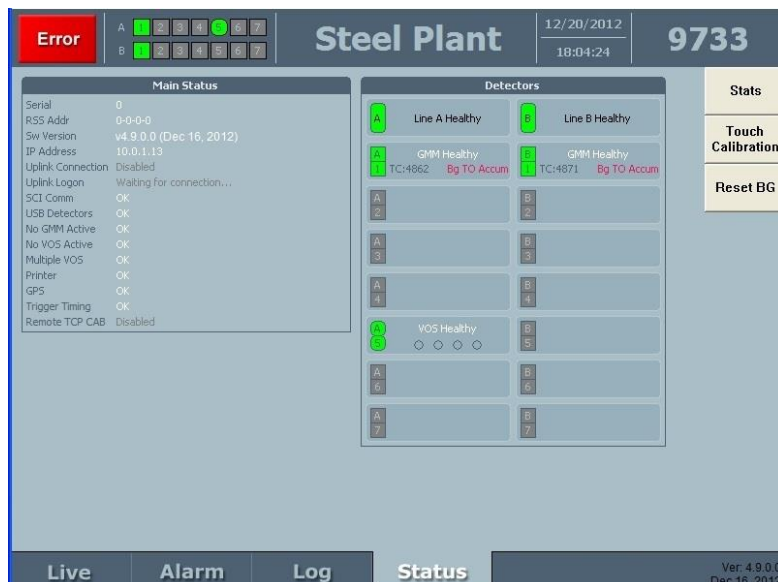 Error
A 1 2 3 4 5 6 7
B 1 2 3 4 5 6 7
Steel Plant
12/20/2012
18:04:24
9733
Main Status
Serial 0
RSS Addr 0-0-0-0
Sw Version v4.9.0.0 (Dec 16, 2012)
IP Address 10.0.1.13
Uplink Connection Disabled
Uplink Logon Waiting for connection...
SCI Comm OK
USB Detectors OK
No GMM Active OK
No VOS Active OK
Multiple VOS OK
Printer OK
GPS OK
Trigger Timing OK
Remote TCP CAB Disabled
Detectors
A Line A Healthy B Line B Healthy
A 1 GMM Healthy B 1 GMM Healthy
TC:4862 Bg TO Accum TC:4871 Bg TO Accum
A 2 B 2
A 3 B 3
A 4 B 4
A 5 VOS Healthy B 5
A 6 B 6
A 7 B 7
Stats
Touch
Calibration
Reset BG
Live Alarm Log Status
Ver: 4.9.0.0
Dec 16, 2012